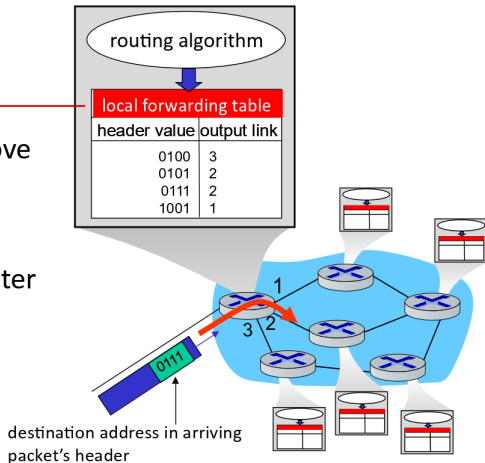 routing algorithm
local forwarding table
header value output link
0100 3
0101 2
0111 2
1001 1
ove
ter
1
3 2
0111
destination address in arriving
packet's header